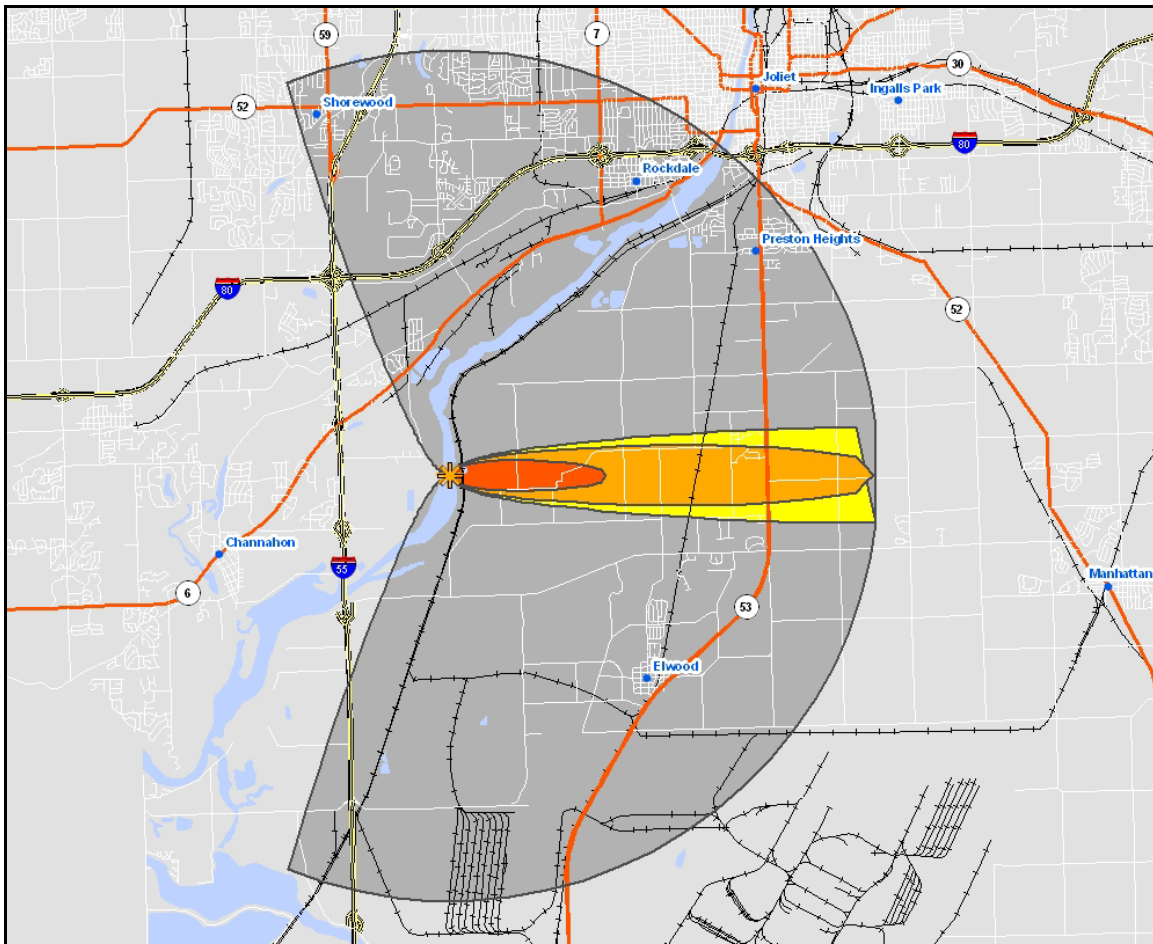 59
7
30
Joliet
Ingalls Park
52
Shorewood
80
Rockdale
Preston Heights
80
52
Channahon
55
6
53
Manhattan
Elwood